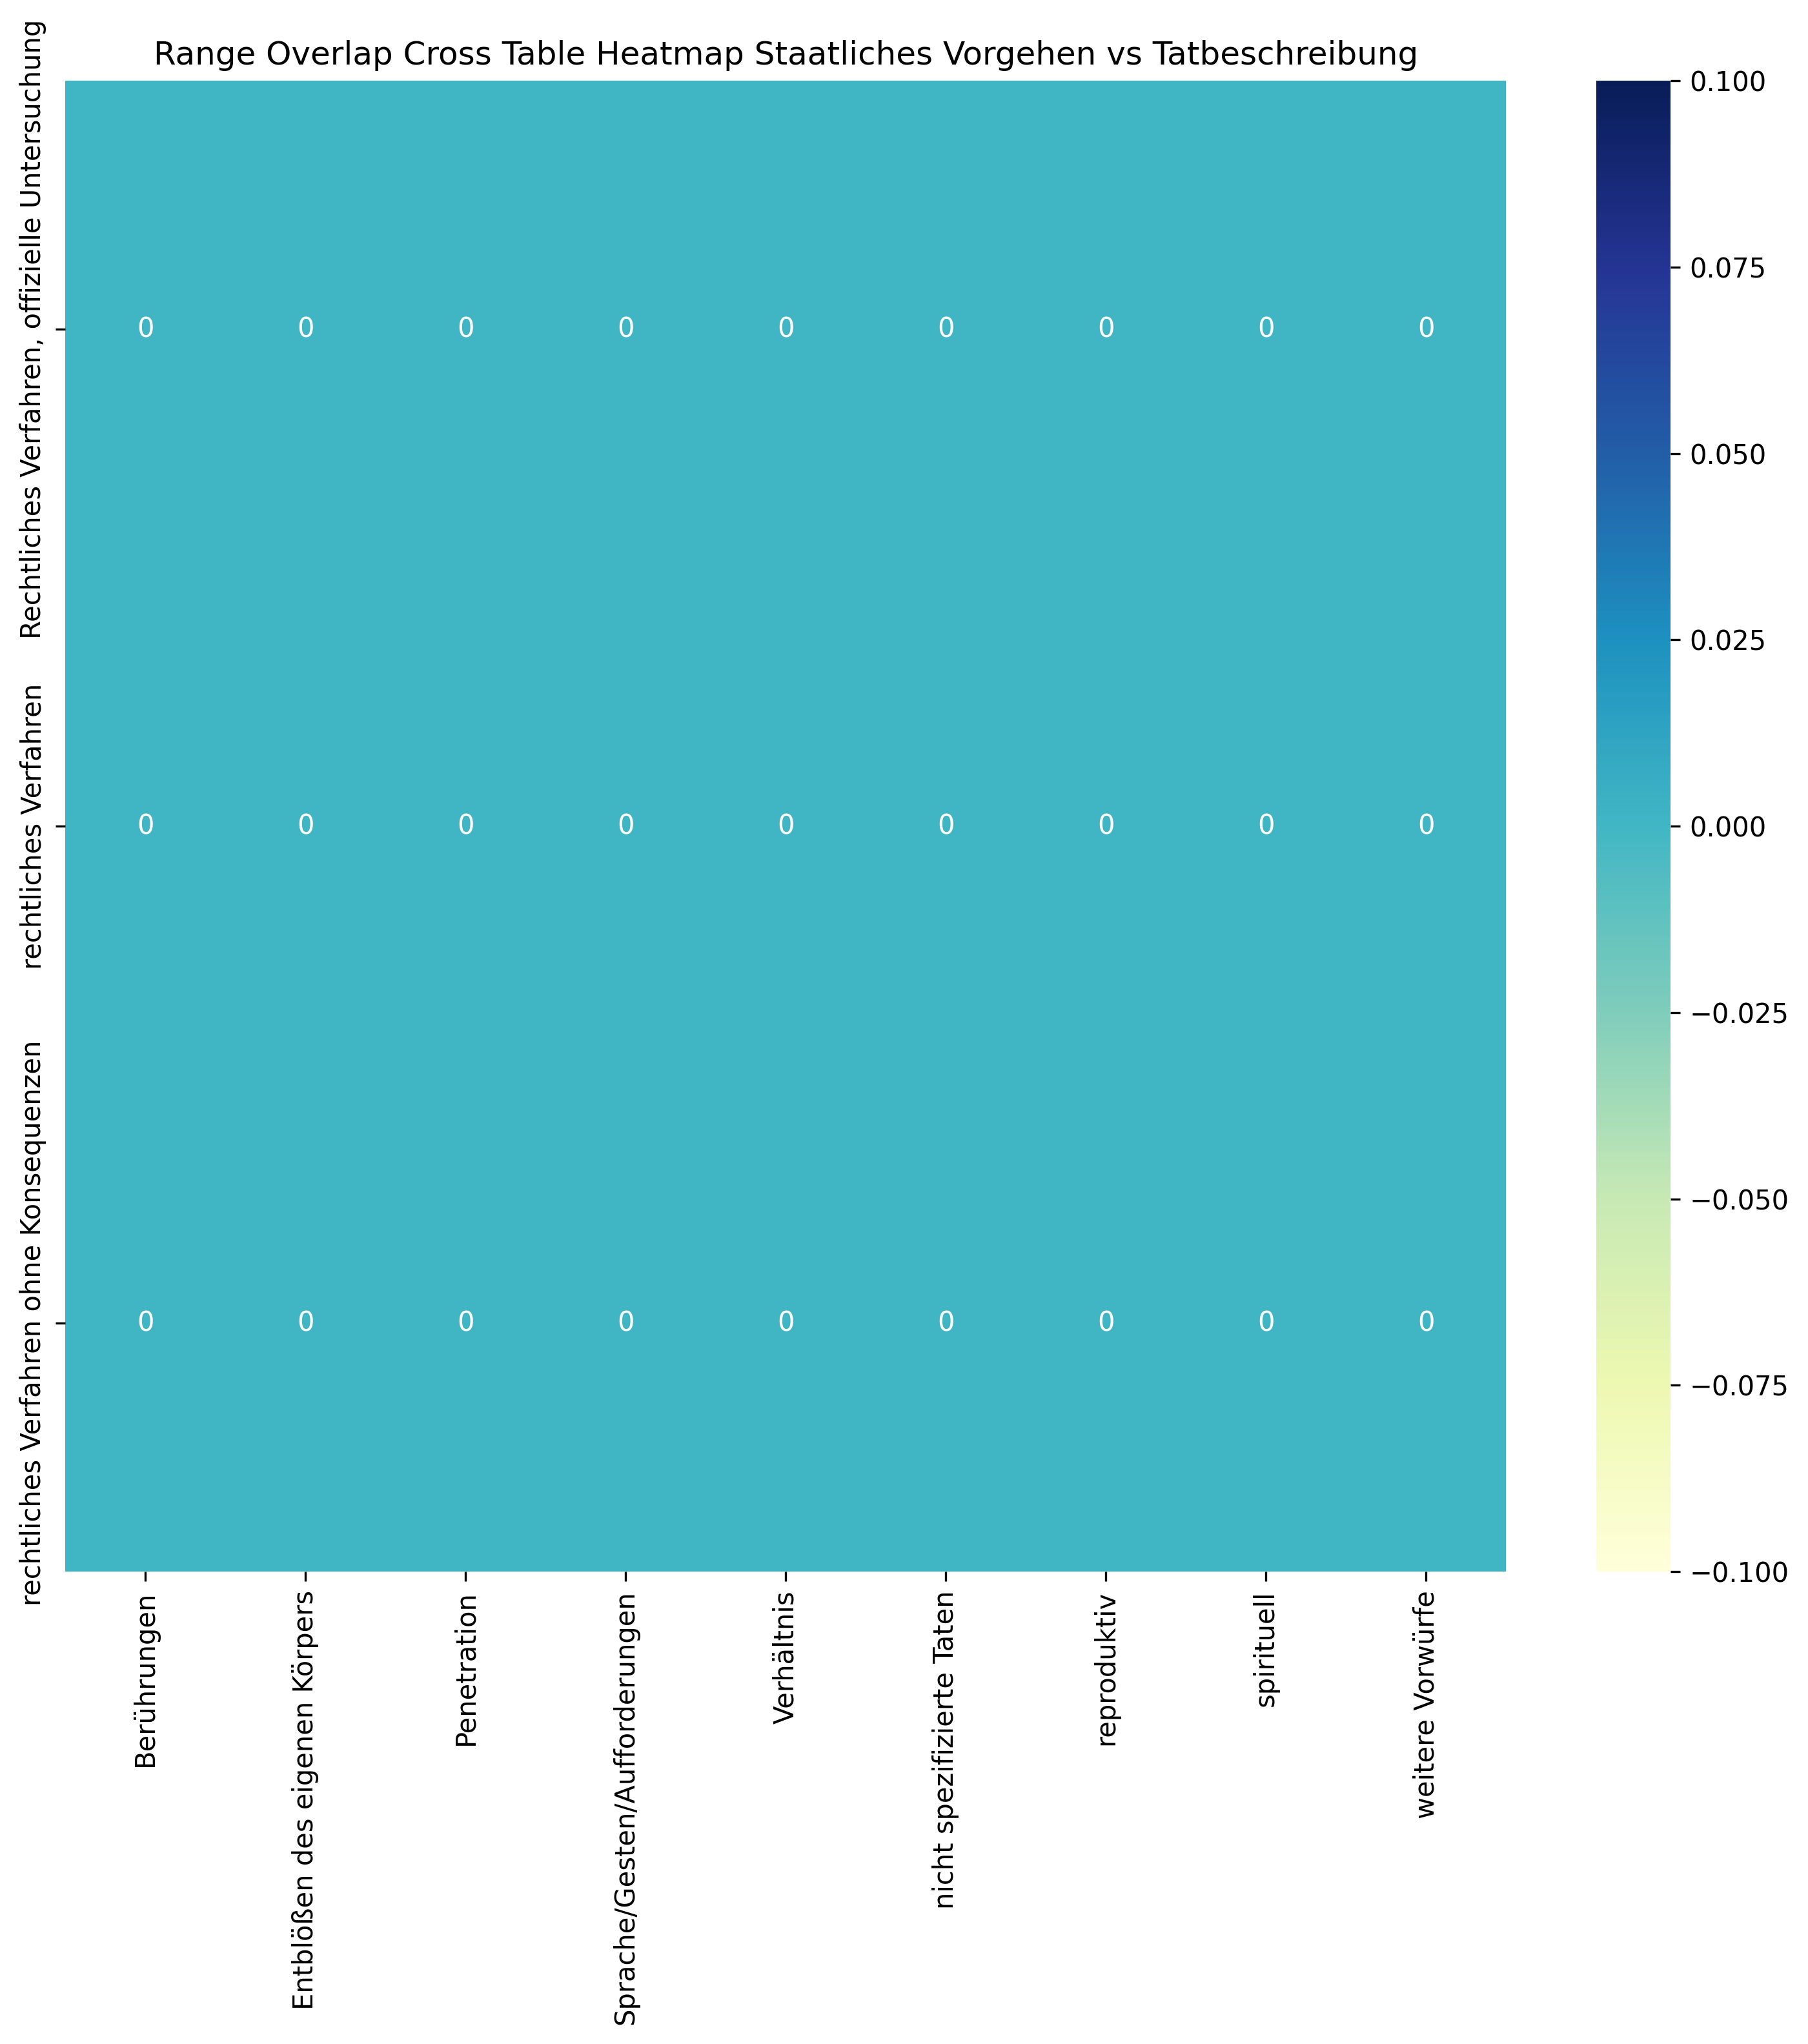 Range Overlap Cross Table Heatmap Staatliches Vorgehen vs Tatbeschreibung
Rechtliches Verfahren, offizielle Untersuchung
0 0 0 0 0 0 0 0 0
rechtliches Verfahren
0 0 0 0 0 0 0 0 0
rechtliches Verfahren ohne Konsequenzen
0 0 0 0 0 0 0 0 0
Berührungen
Entblößen des eigenen Körpers
Penetration
Sprache/Gesten/Aufforderungen
Verhältnis
nicht spezifizierte Taten
reproduktiv
spirituell
weitere Vorwürfe
0.100
0.075
0.050
0.025
0.000
−0.025
−0.050
−0.075
−0.100